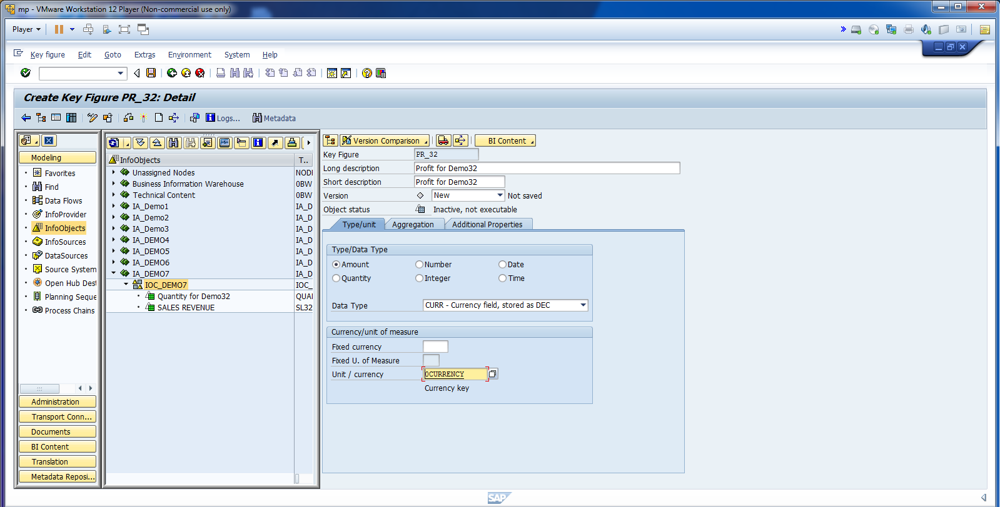 mp - VMware Workstation 12 Player (Non-commercial use only)
Player
Key figure Edit Goto Extras Environment System Help
Create Key Figure PR_32: Detail
Logs... Metadata
Modeling
Favorites
Find
Data Flows
InfoProvider
InfoObjects
InfoSources
DataSources
Source System
Open Hub Dest
Planning Seque
Process Chains
Administration
Transport Conn...
Documents
BI Content
Translation
Metadata Reposi...
InfoObjects T..
Unassigned Nodes NODE
Business Information Warehouse 0BW
Technical Content 0BW
IA_Demo1 IA_D
IA_Demo2 IA_D
IA_Demo3 IA_D
IA_DEMO4 IA_D
IA_DEMO5 IA_D
IA_DEMO6 IA_D
IA_DEMO7 IA_D
IOC_DEMO7 IOC_
Quantity for Demo32 QUAI
SALES REVENUE SL32
Version Comparison BI Content
Key Figure PR_32
Long description Profit for Demo32
Short description Profit for Demo32
Version New Not saved
Object status Inactive, not executable
Type/unit Aggregation Additional Properties
Type/Data Type
Amount Number Date
Quantity Integer Time
Data Type CURR - Currency field, stored as DEC
Currency/unit of measure
Fixed currency
Fixed U. of Measure
Unit / currency 0CURRENCY
Currency key
SAP